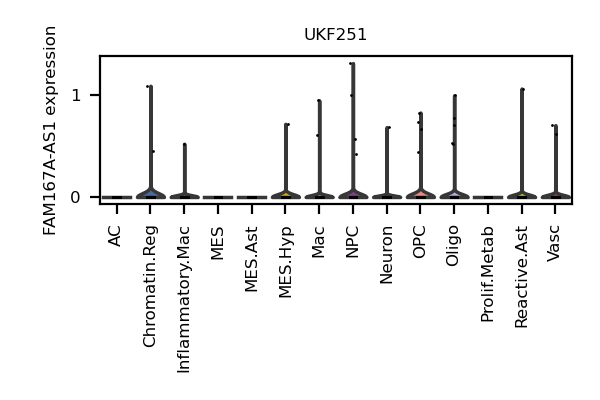 UKF251
FAM167A-AS1 expression
1
0
AC
Chromatin.Reg
Inflammatory.Mac
MES
MES.Ast
MES.Hyp
Mac
NPC
Neuron
OPC
Oligo
Prolif.Metab
Reactive.Ast
Vasc